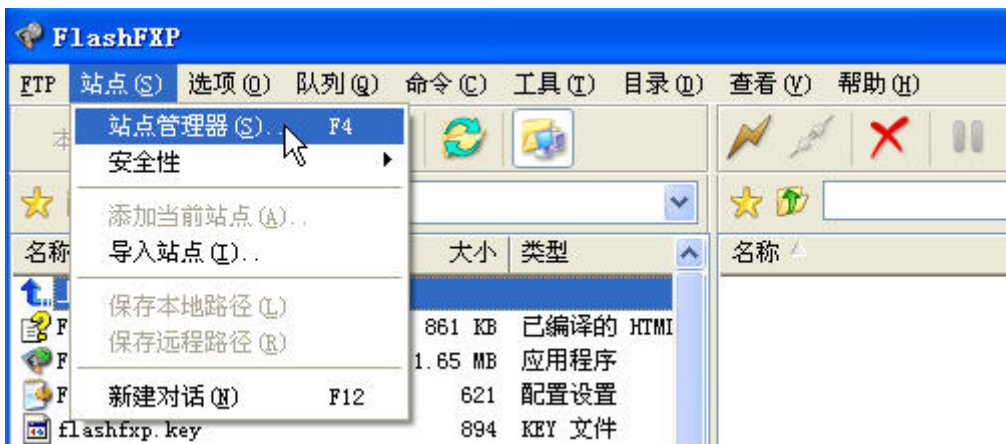 FlashFXP
FTP 站点(S) 选项(O) 队列(Q) 命令(C) 工具(T) 目录(D) 查看(V) 帮助(H)
站点管理器(S).. F4
安全性
添加当前站点(A)..
名称 导入站点(I).. 大小 类型 名称
保存本地路径(L)
F 861 KB 已编译的 HTML
保存远程路径(R)
F 1.65 MB 应用程序
F 新建对话(N) F12 621 配置设置
flashfxp.key 894 KEY 文件